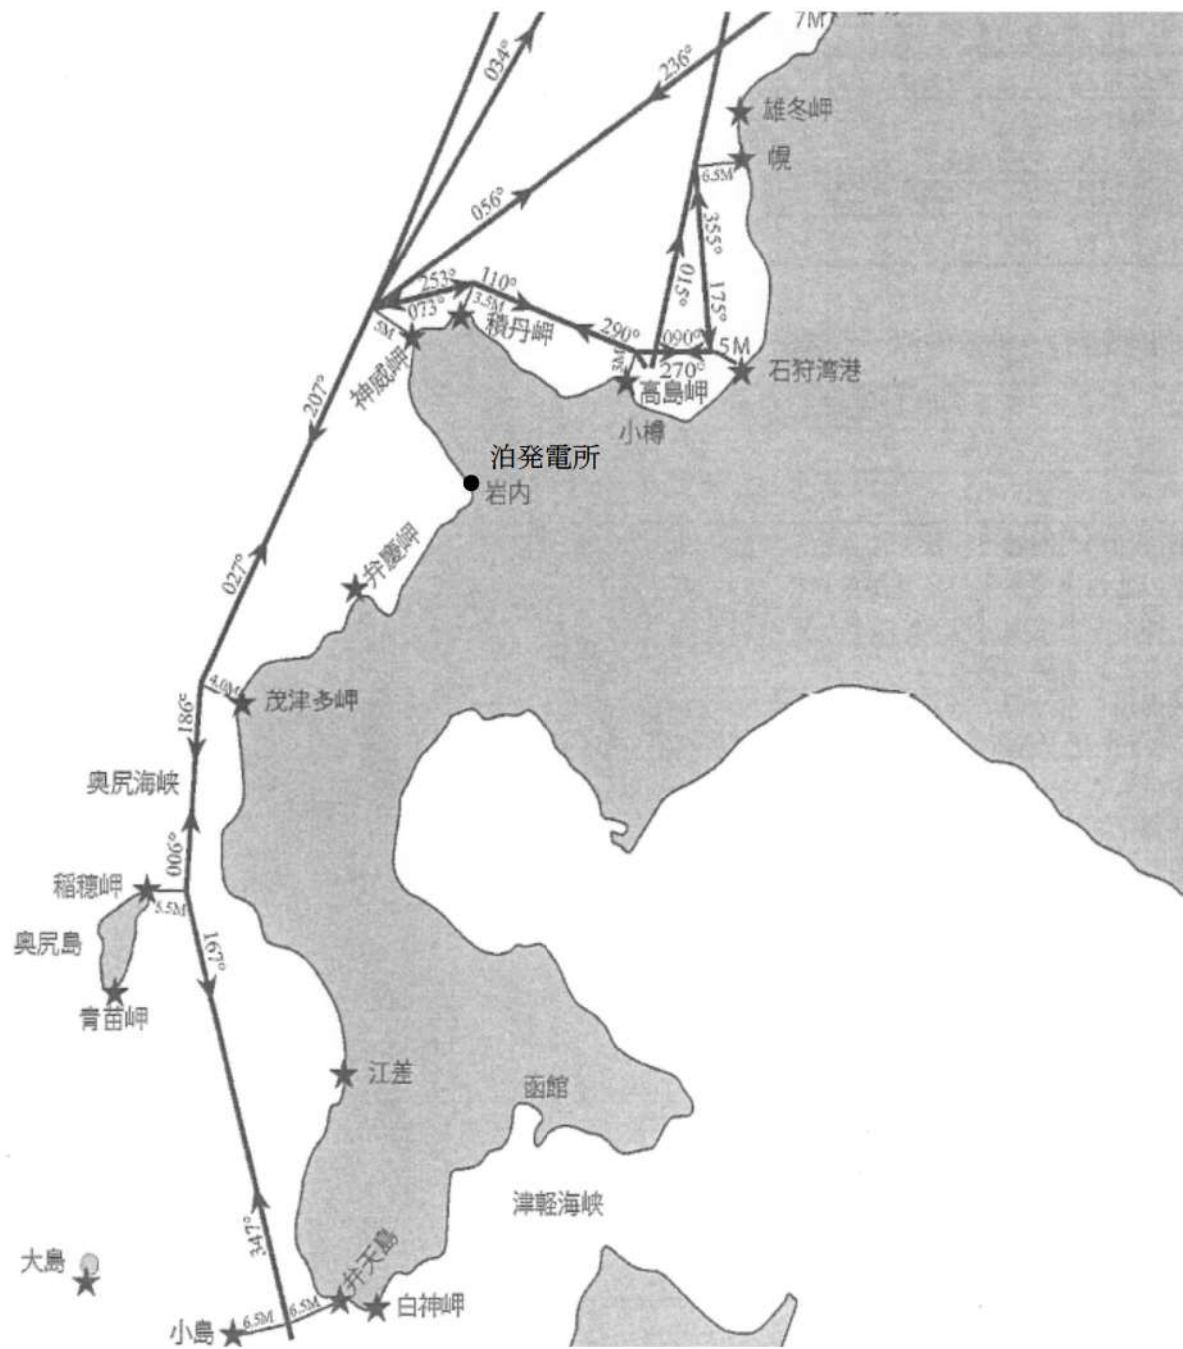 7M
034°
236°
雄冬岬
幌
6.5M
056°
355°
015°
175°
253°
073°
110°
3.5M
積丹岬
5M
神威岬
290°
090°
270°
5M
3M
高島岬
石狩湾港
小樽
207°
泊発電所
岩内
弁慶岬
027°
4.0M
茂津多岬
186°
奥尻海峡
006°
稲穂岬
5.5M
奥尻島
167°
青苗岬
江差
函館
津軽海峡
347°
大島
弁天島
白神岬
6.5M
6.5M
小島